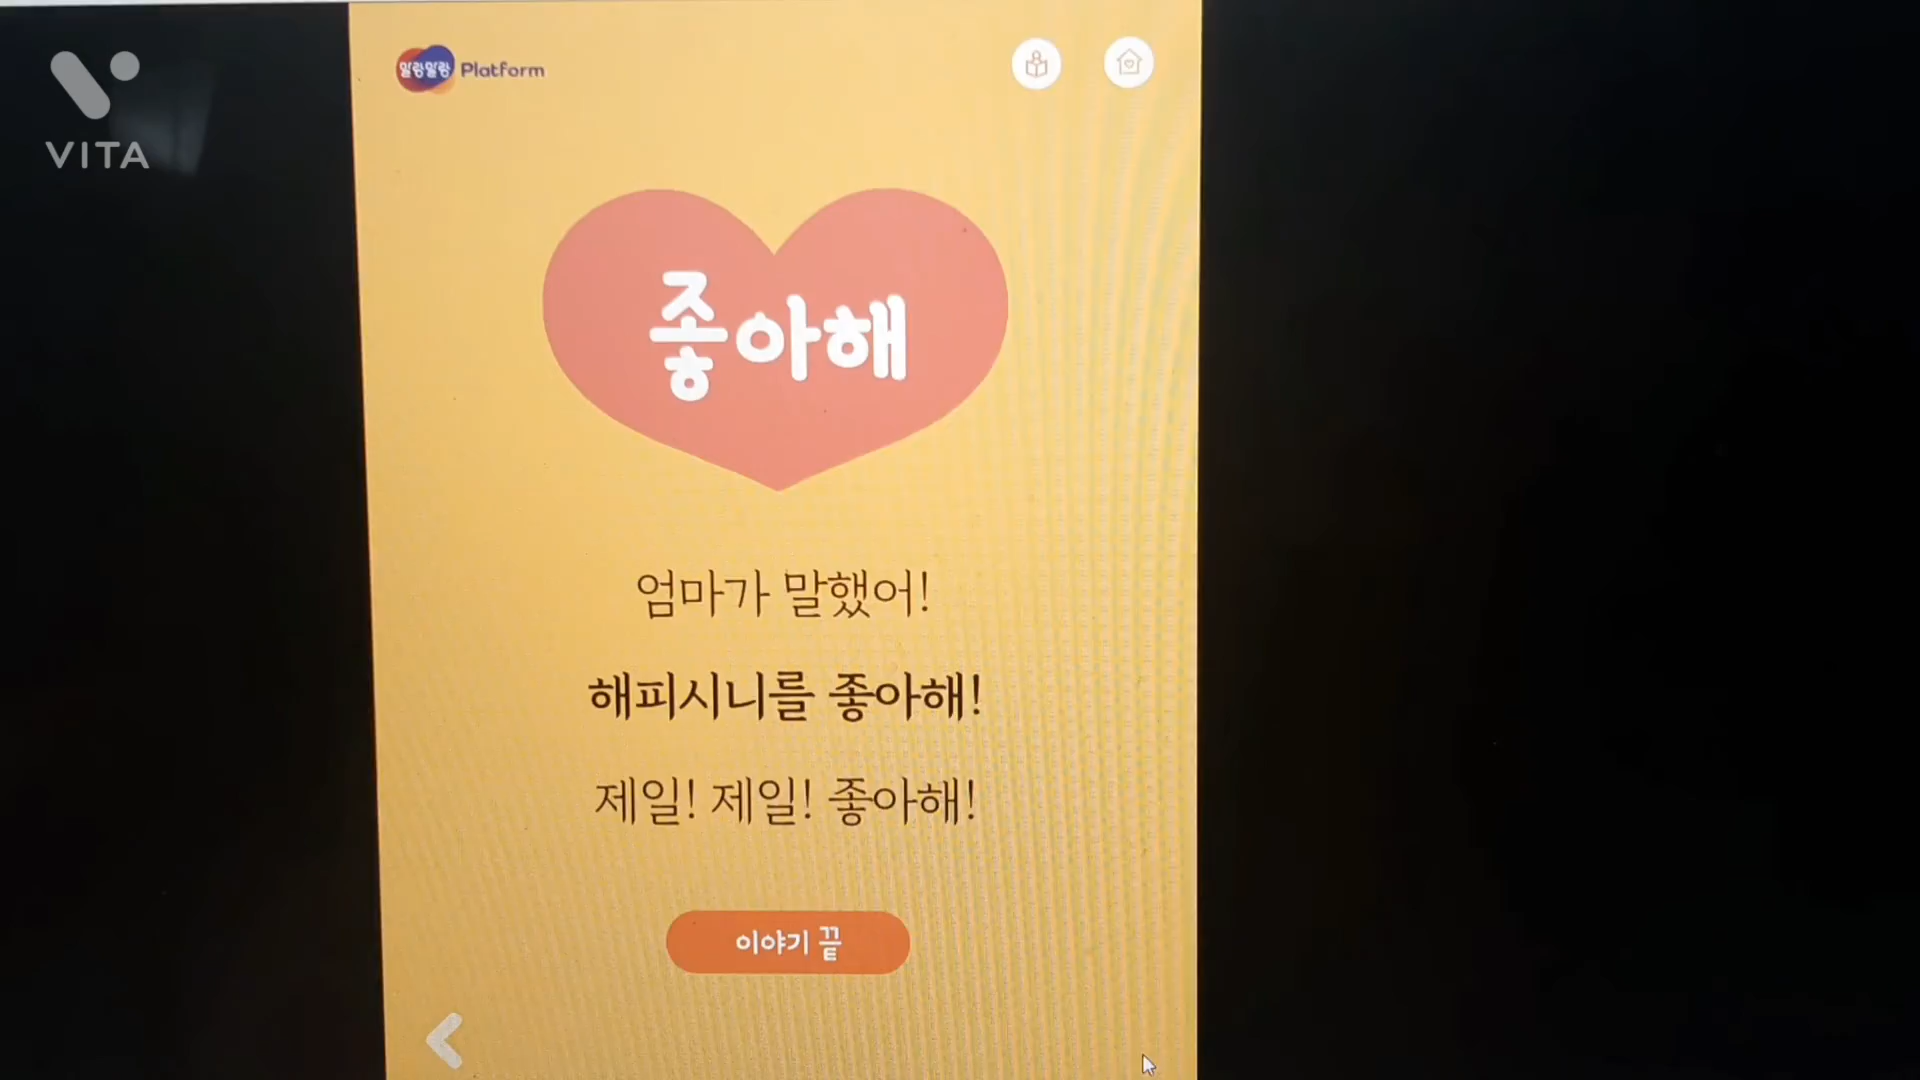 VITA
말랑말랑 Platform
좋아해
엄마가 말했어!
해피시니를 좋아해!
제일! 제일! 좋아해!
이야기 끝